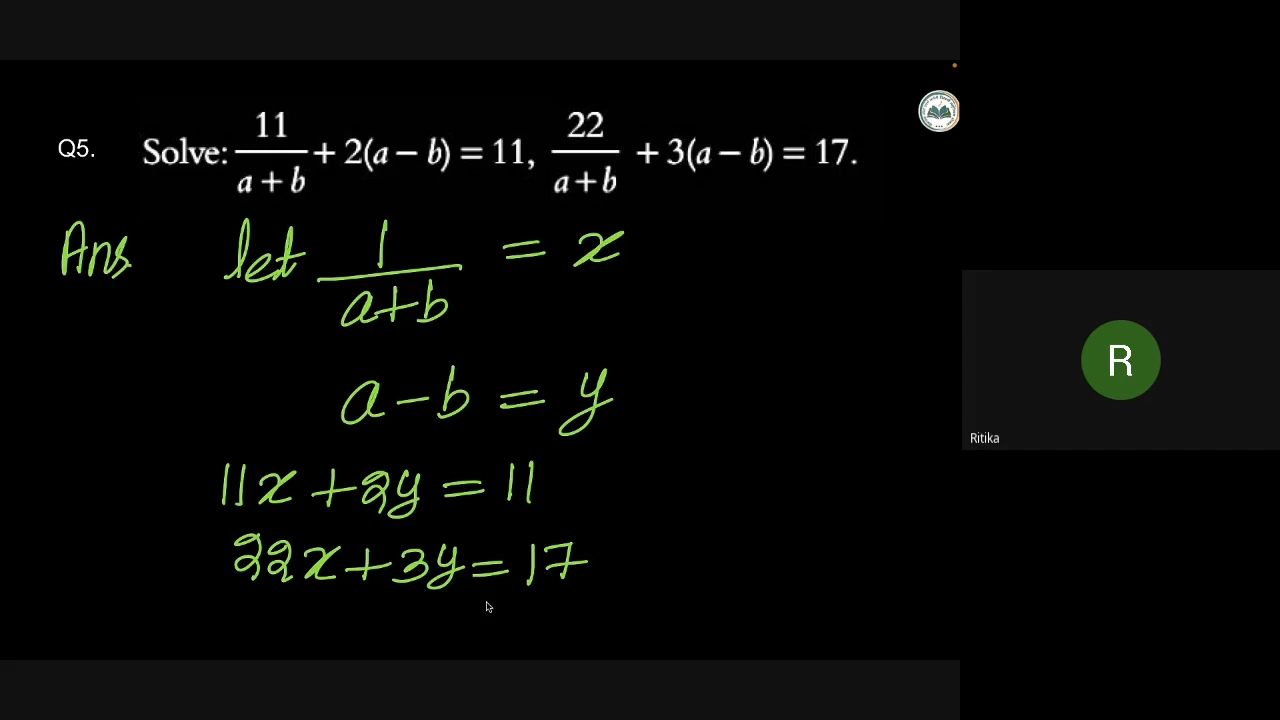 Q5. Solve: 11/(a + b) + 2(a – b) = 11, 22/(a + b) + 3(a – b) = 17.
Ans let 1/(a+b) = x
a – b = y
11x + 2y = 11
22x + 3y = 17
R
Ritika